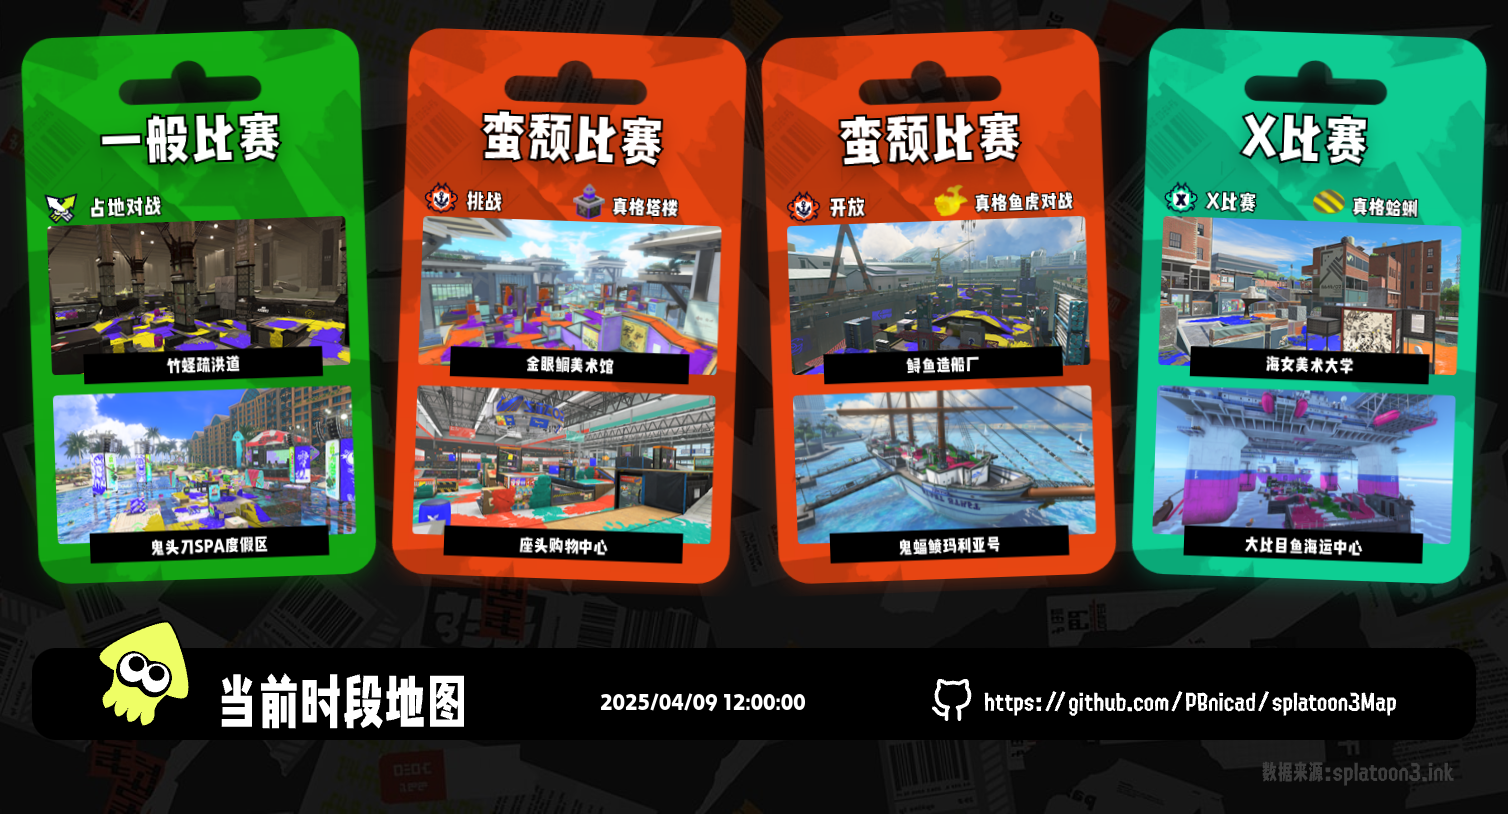 一般比赛
占地对战
竹蛏疏洪道
鬼头刀SPA度假区
蛮颓比赛
挑战
真格塔楼
金眼鲷美术馆
座头购物中心
蛮颓比赛
开放
真格鱼虎对战
鲟鱼造船厂
鬼蝠鲼玛利亚号
X比赛
X比赛
真格蛤蜊
海女美术大学
大比目鱼海运中心
当前时段地图
2025/04/09 12:00:00
https://github.com/PBnicad/splatoon3Map
数据来源:splatoon3.ink